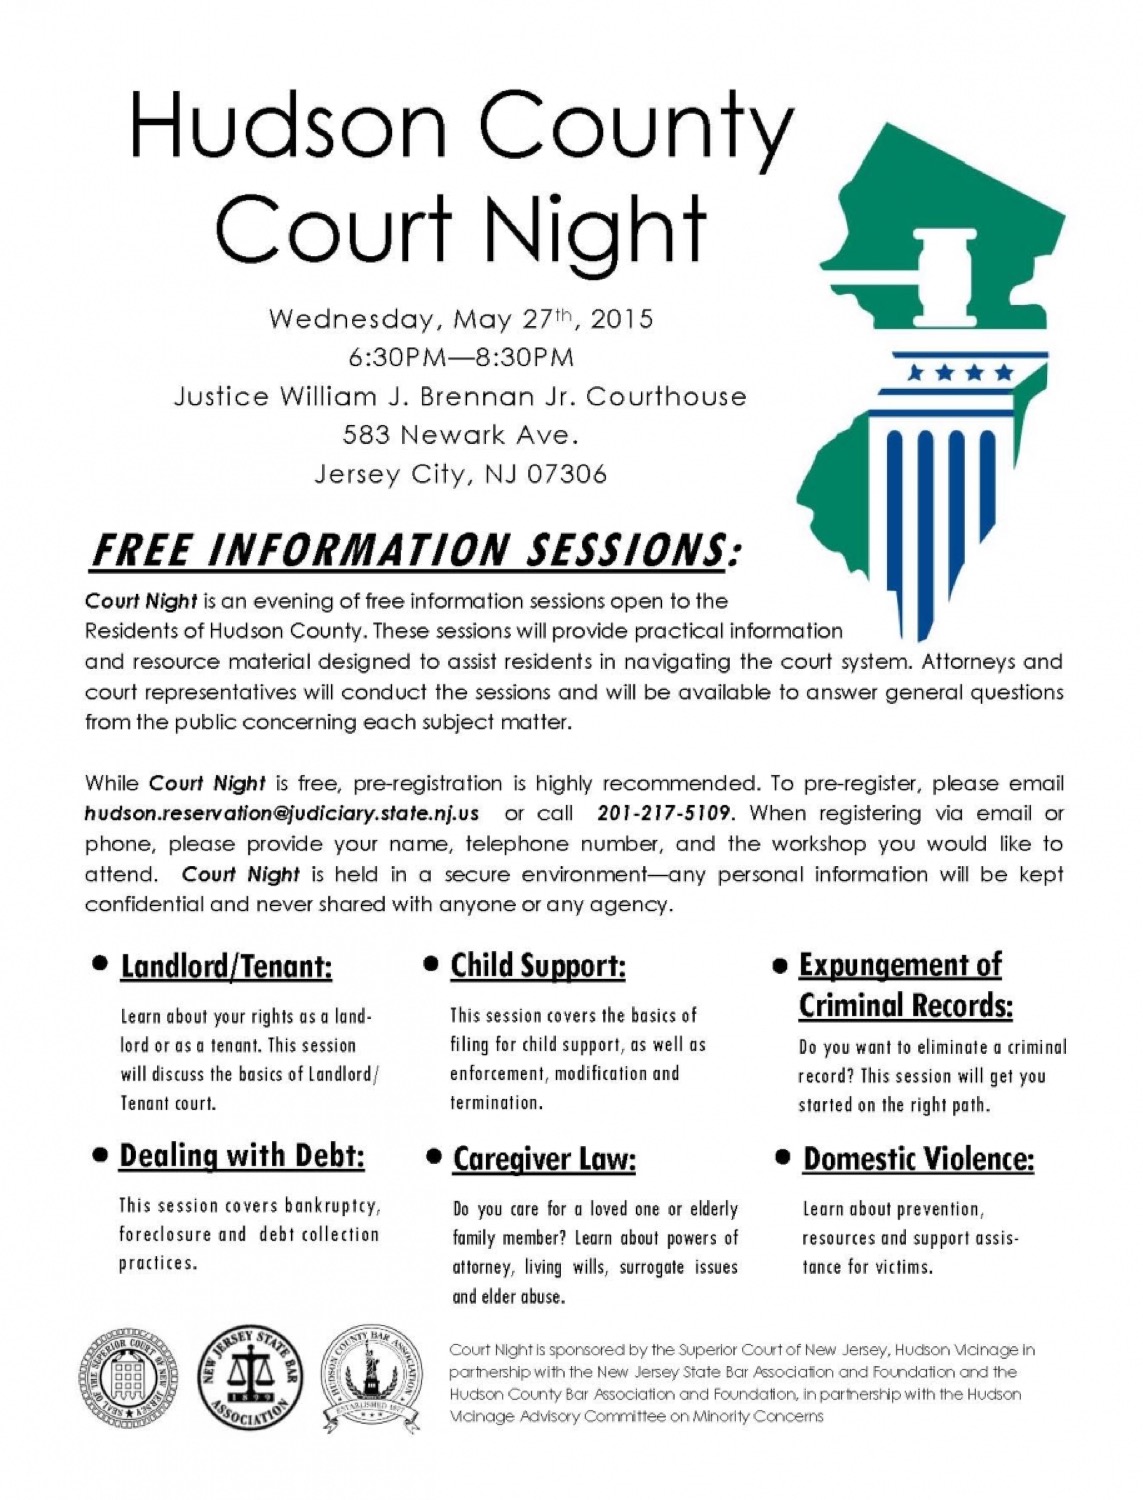 Hudson County
Court Night
Wednesday, May 27th, 2015
6:30PM—8:30PM
Justice William J. Brennan Jr. Courthouse
583 Newark Ave.
Jersey City, NJ 07306
FREE INFORMATION SESSIONS:
Court Night is an evening of free information sessions open to the
Residents of Hudson County. These sessions will provide practical information
and resource material designed to assist residents in navigating the court system. Attorneys and
court representatives will conduct the sessions and will be available to answer general questions
from the public concerning each subject matter.
While Court Night is free, pre-registration is highly recommended. To pre-register, please email
hudson.reservation@judiciary.state.nj.us or call 201-217-5109. When registering via email or
phone, please provide your name, telephone number, and the workshop you would like to
attend. Court Night is held in a secure environment—any personal information will be kept
confidential and never shared with anyone or any agency.
• Landlord/Tenant:
Learn about your rights as a land-
lord or as a tenant. This session
will discuss the basics of Landlord/
Tenant court.
• Child Support:
This session covers the basics of
filing for child support, as well as
enforcement, modification and
termination.
• Expungement of
Criminal Records:
Do you want to eliminate a criminal
record? This session will get you
started on the right path.
• Dealing with Debt:
This session covers bankruptcy,
foreclosure and debt collection
practices.
• Caregiver Law:
Do you care for a loved one or elderly
family member? Learn about powers of
attorney, living wills, surrogate issues
and elder abuse.
• Domestic Violence:
Learn about prevention,
resources and support assis-
tance for victims.
SEAL OF THE SUPERIOR COURT OF NEW JERSEY
NEW JERSEY STATE BAR
1899
ASSOCIATION
HUDSON COUNTY BAR ASSOCIATION
ESTABLISHED
Court Night is sponsored by the Superior Court of New Jersey, Hudson Vicinage in
partnership with the New Jersey State Bar Association and Foundation and the
Hudson County Bar Association and Foundation, in partnership with the Hudson
Vicinage Advisory Committee on Minority Concerns